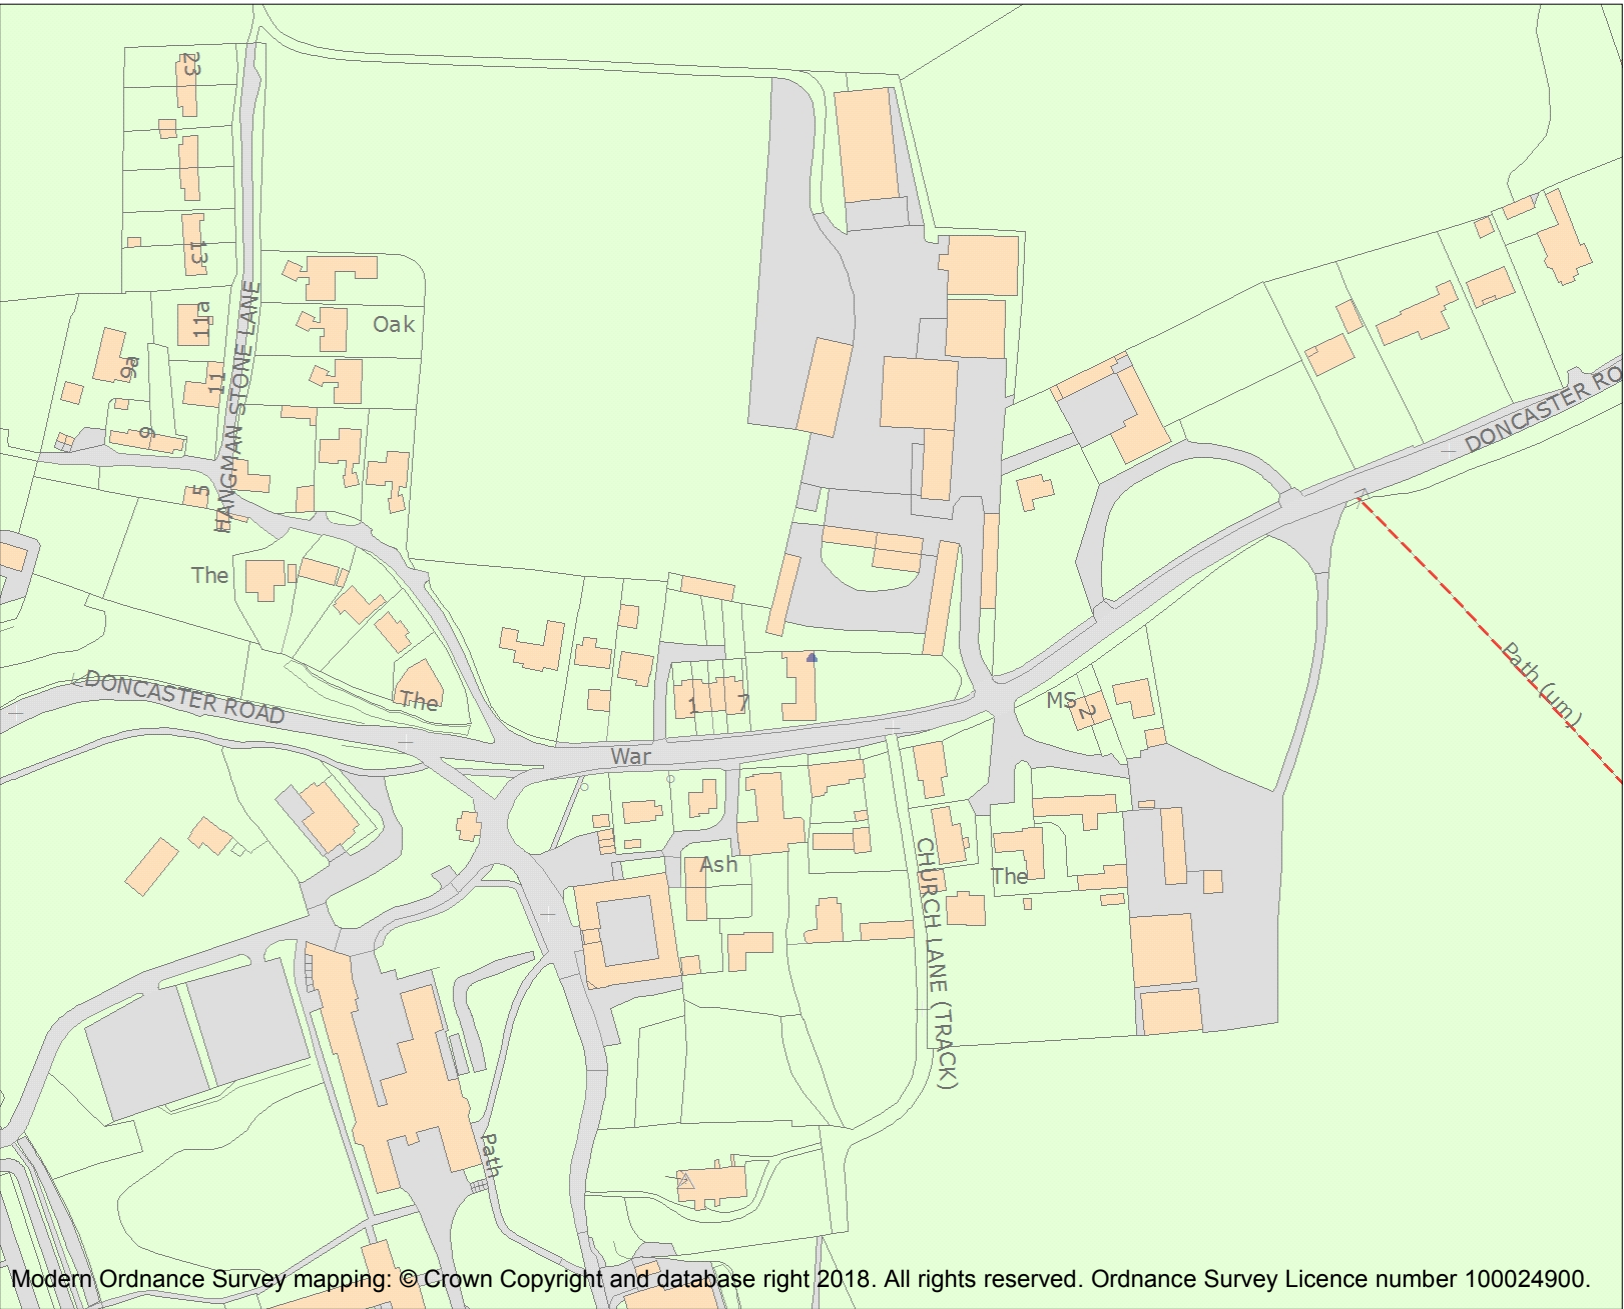 23
13
HANGMAN STONE LANE
11a
Oak
9a
11
9
5
DONCASTER RO
The
The
DONCASTER ROAD
1
7
MS
2
Path (um)
War
Ash
CHURCH LANE (TRACK)
The
Path
Modern Ordnance Survey mapping: © Crown Copyright and database right 2018. All rights reserved. Ordnance Survey Licence number 100024900.